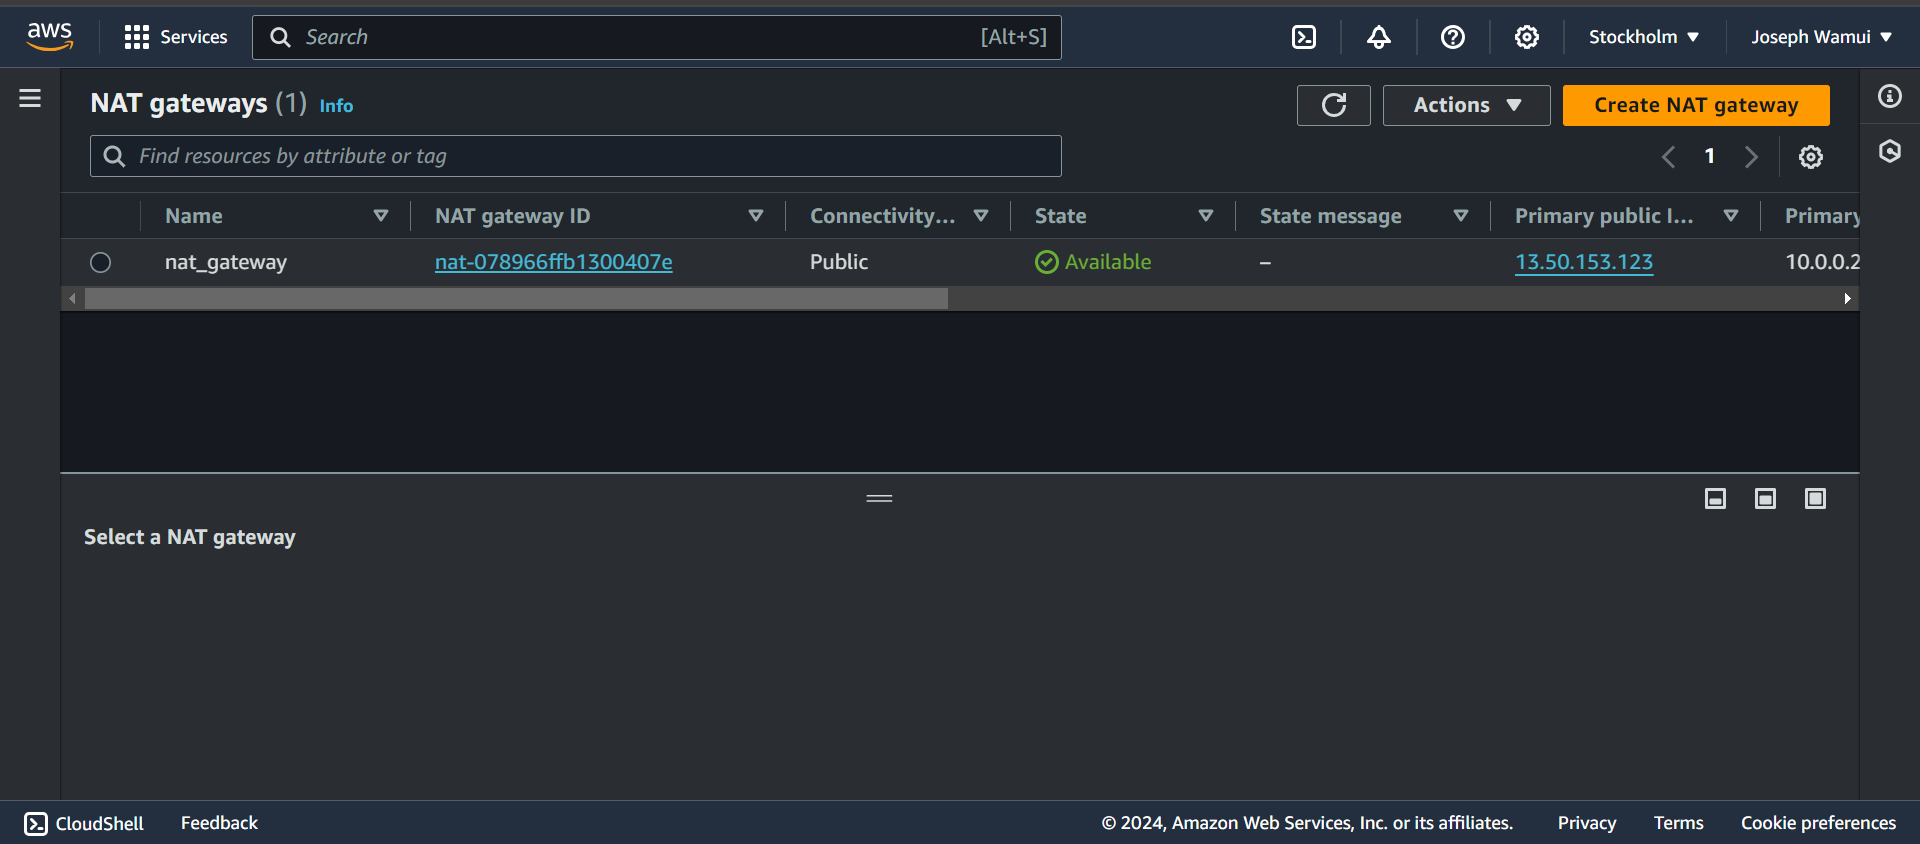 aws Services Search [Alt+S] Stockholm Joseph Wamui
NAT gateways (1) Info Actions Create NAT gateway
Find resources by attribute or tag 1
Name NAT gateway ID Connectivity... State State message Primary public I... Primary
nat_gateway nat-078966ffb1300407e Public Available – 13.50.153.123 10.0.0.2
Select a NAT gateway
CloudShell Feedback © 2024, Amazon Web Services, Inc. or its affiliates. Privacy Terms Cookie preferences